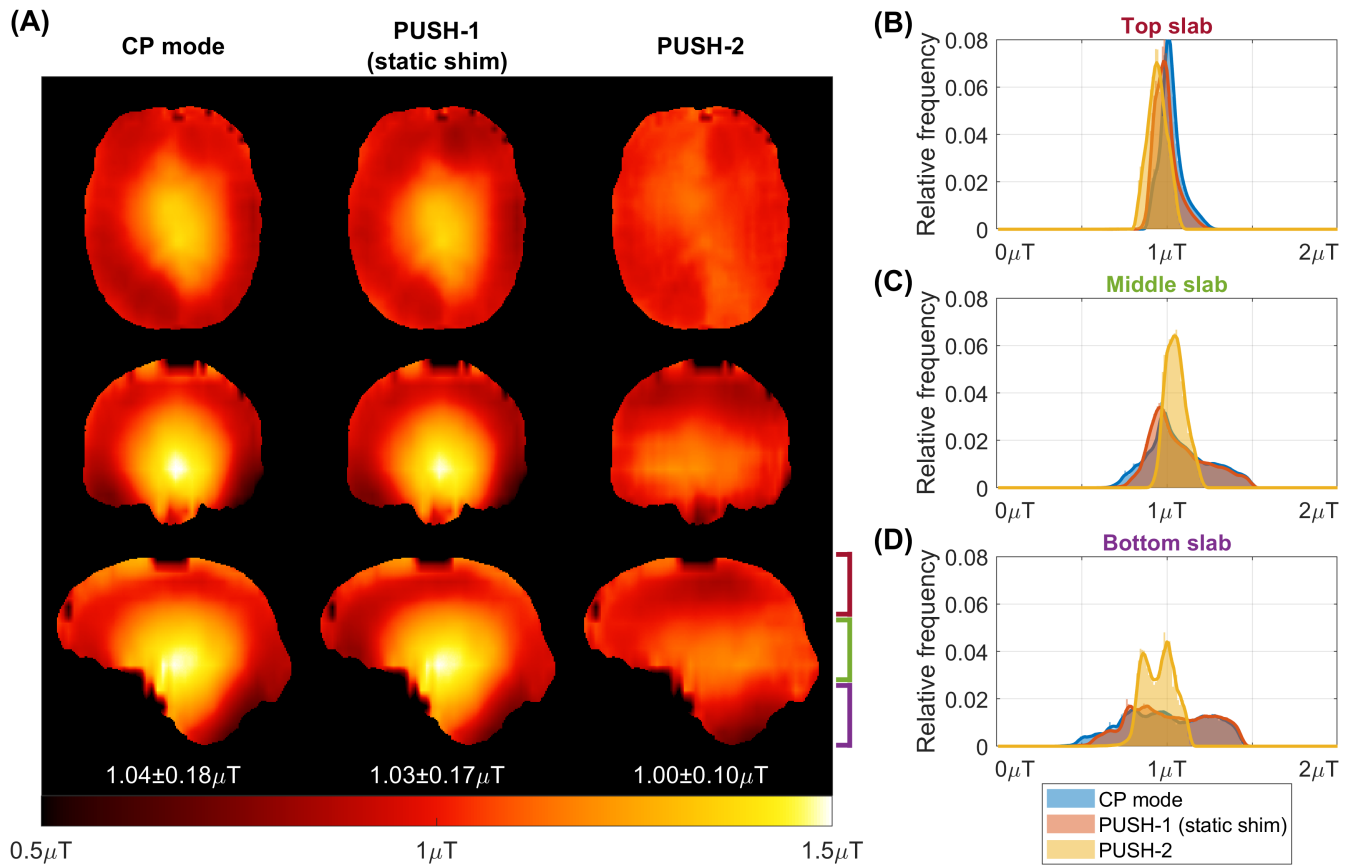 (A)
CP mode
PUSH-1
(static shim)
PUSH-2
1.04±0.18μT
1.03±0.17μT
1.00±0.10μT
0.5μT
1μT
1.5μT
(B)
Top slab
Relative frequency
0.08
0.06
0.04
0.02
0
0μT
1μT
2μT
(C)
Middle slab
Relative frequency
0.08
0.06
0.04
0.02
0
0μT
1μT
2μT
(D)
Bottom slab
Relative frequency
0.08
0.06
0.04
0.02
0
0μT
1μT
2μT
CP mode
PUSH-1 (static shim)
PUSH-2